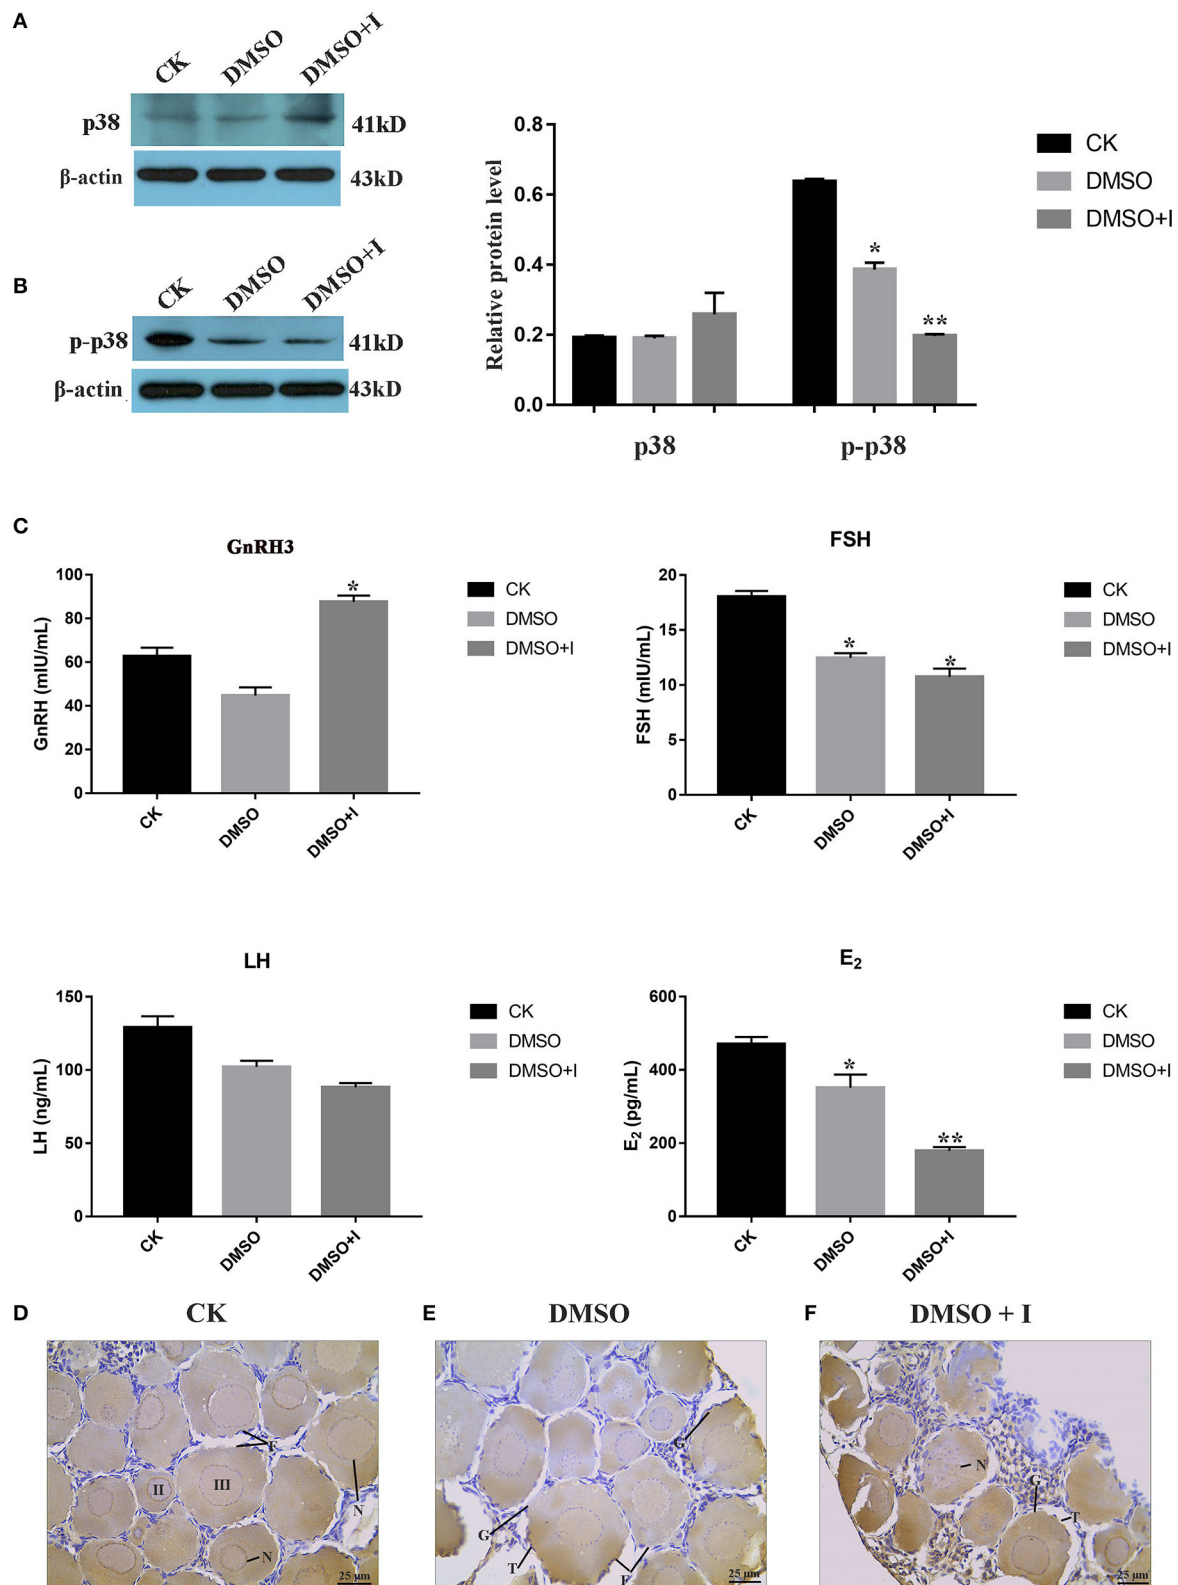 A
CK
DMSO
DMSO+I
p38
41kD
β-actin
43kD
B
CK
DMSO
DMSO+I
p-p38
41kD
β-actin
43kD
Relative protein level
0.8
0.6
0.4
0.2
0.0
*
**
p38
p-p38
CK
DMSO
DMSO+I
C
GnRH3
GnRH (mIU/mL)
100
80
60
40
20
0
*
CK
DMSO
DMSO+I
CK
DMSO
DMSO+I
FSH
FSH (mIU/mL)
20
15
10
5
0
*
*
CK
DMSO
DMSO+I
CK
DMSO
DMSO+I
LH
LH (ng/mL)
150
100
50
0
CK
DMSO
DMSO+I
CK
DMSO
DMSO+I
E₂
E₂ (pg/mL)
600
400
200
0
*
**
CK
DMSO
DMSO+I
CK
DMSO
DMSO+I
D
CK
F
II
III
N
N
25 μm
E
DMSO
G
G
T
F
25 μm
F
DMSO + I
N
G
T
25 μm